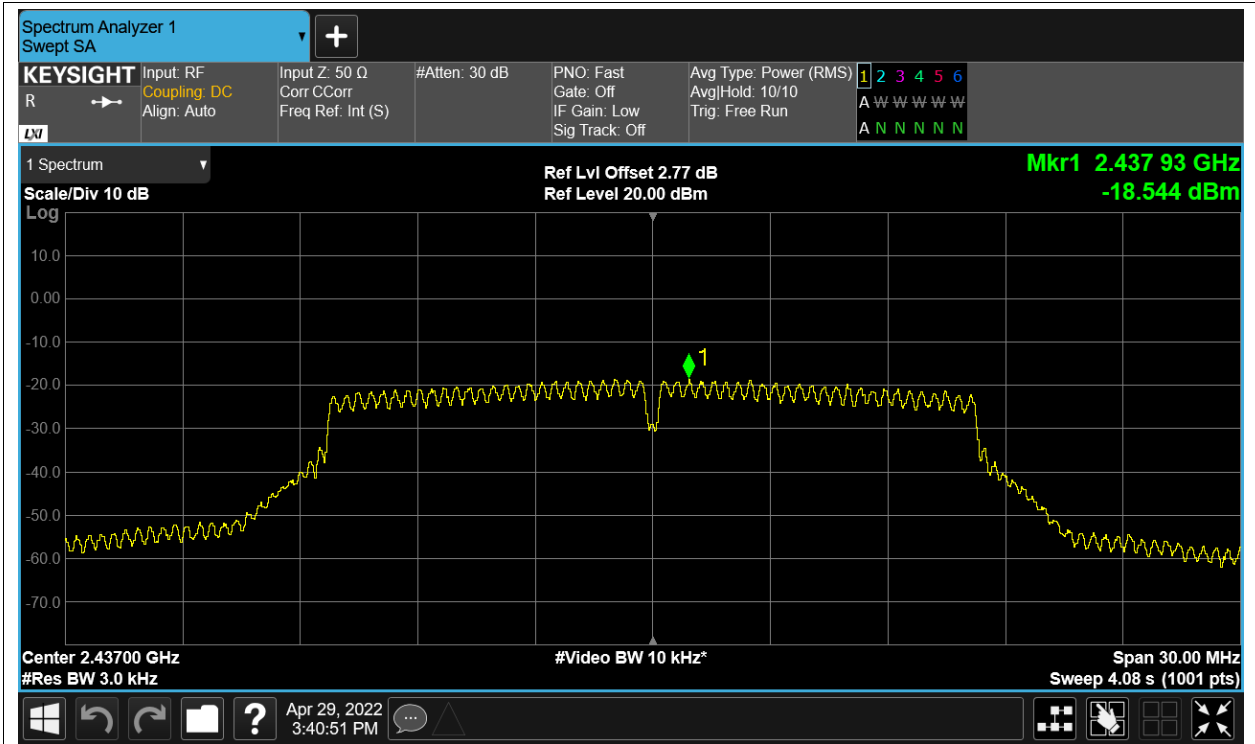 Spectrum Analyzer 1
Swept SA
KEYSIGHT
R
LXI
Input: RF
Coupling: DC
Align: Auto
Input Z: 50 Ω
Corr CCorr
Freq Ref: Int (S)
#Atten: 30 dB
PNO: Fast
Gate: Off
IF Gain: Low
Sig Track: Off
Avg Type: Power (RMS)
Avg|Hold: 10/10
Trig: Free Run
1 2 3 4 5 6
A W W W W W
A N N N N N
1 Spectrum
Scale/Div 10 dB
Log
Ref Lvl Offset 2.77 dB
Ref Level 20.00 dBm
Mkr1 2.437 93 GHz
-18.544 dBm
10.0
0.00
-10.0
-20.0
-30.0
-40.0
-50.0
-60.0
-70.0
1
Center 2.43700 GHz
#Res BW 3.0 kHz
#Video BW 10 kHz*
Span 30.00 MHz
Sweep 4.08 s (1001 pts)
?
Apr 29, 2022
3:40:51 PM